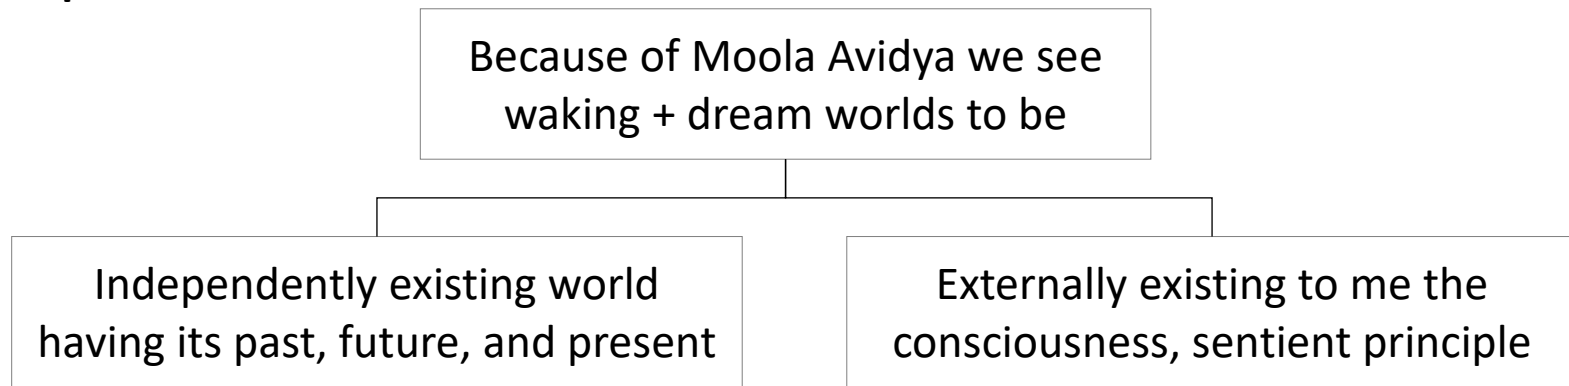 Because of Moola Avidya we see
waking + dream worlds to be
Independently existing world
having its past, future, and present
Externally existing to me the
consciousness, sentient principle